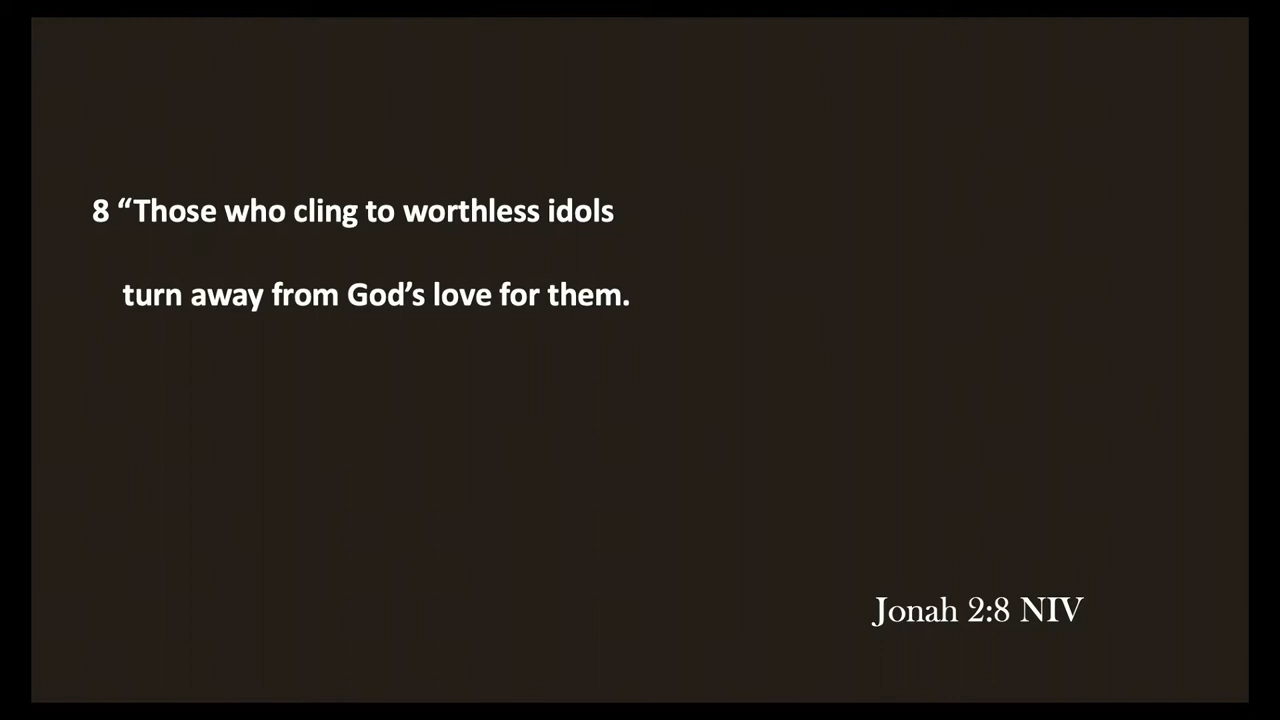 8 “Those who cling to worthless idols
turn away from God’s love for them.
Jonah 2:8 NIV